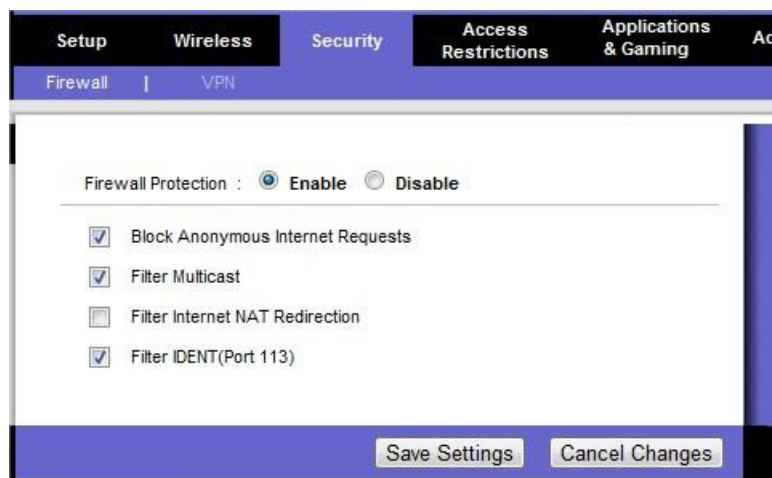 Setup Wireless Security Access Restrictions Applications & Gaming
Firewall | VPN
Firewall Protection : Enable Disable
Block Anonymous Internet Requests
Filter Multicast
Filter Internet NAT Redirection
Filter IDENT(Port 113)
Save Settings Cancel Changes